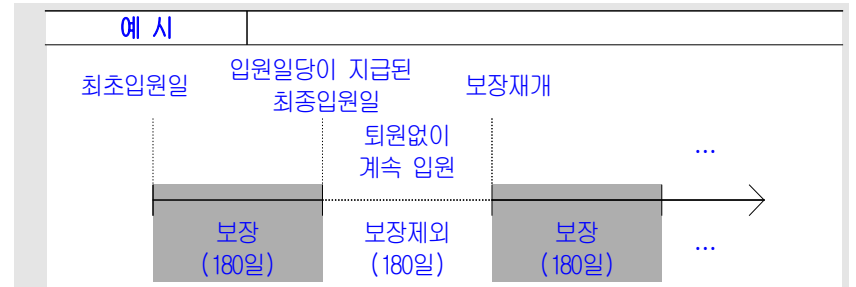 예 시
최초입원일
입원일당이 지급된
최종입원일
보장재개
퇴원없이
계속 입원
...
보장
(180일)
보장제외
(180일)
보장
(180일)
...